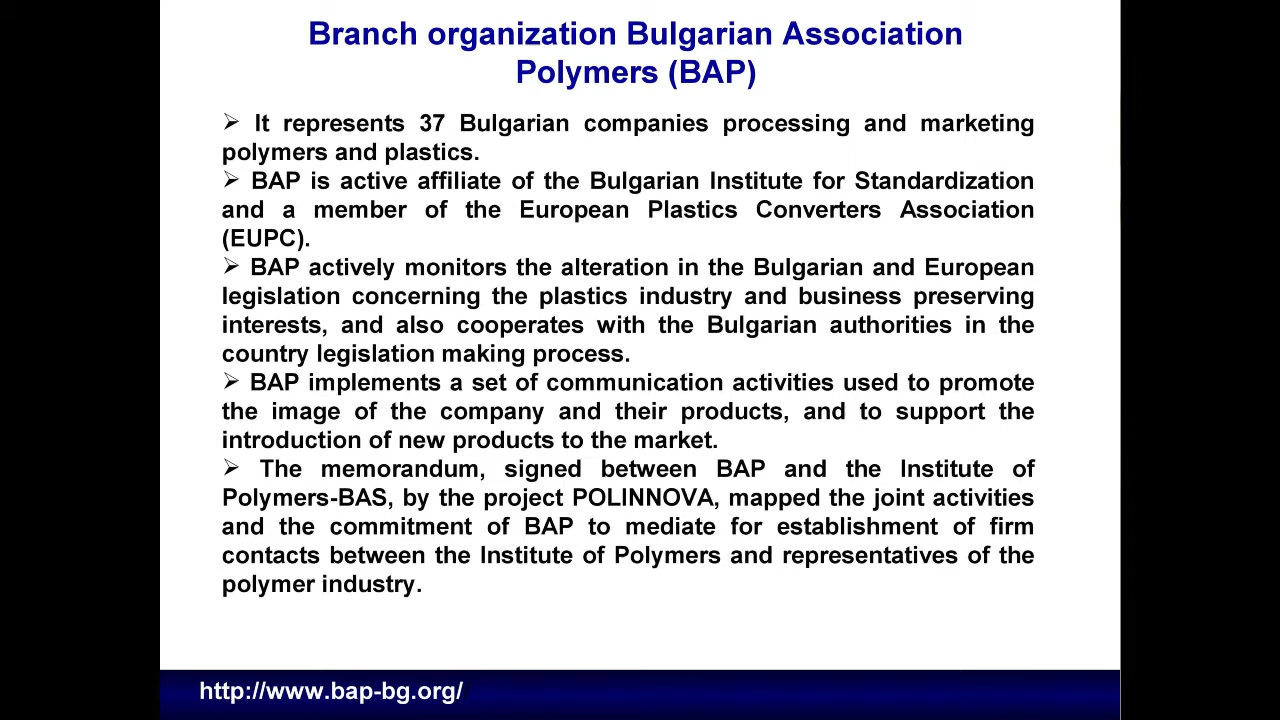 Branch organization Bulgarian Association
Polymers (BAP)
➢ It represents 37 Bulgarian companies processing and marketing
polymers and plastics.
➢ BAP is active affiliate of the Bulgarian Institute for Standardization
and a member of the European Plastics Converters Association
(EUPC).
➢ BAP actively monitors the alteration in the Bulgarian and European
legislation concerning the plastics industry and business preserving
interests, and also cooperates with the Bulgarian authorities in the
country legislation making process.
➢ BAP implements a set of communication activities used to promote
the image of the company and their products, and to support the
introduction of new products to the market.
➢ The memorandum, signed between BAP and the Institute of
Polymers-BAS, by the project POLINNOVA, mapped the joint activities
and the commitment of BAP to mediate for establishment of firm
contacts between the Institute of Polymers and representatives of the
polymer industry.
http://www.bap-bg.org/